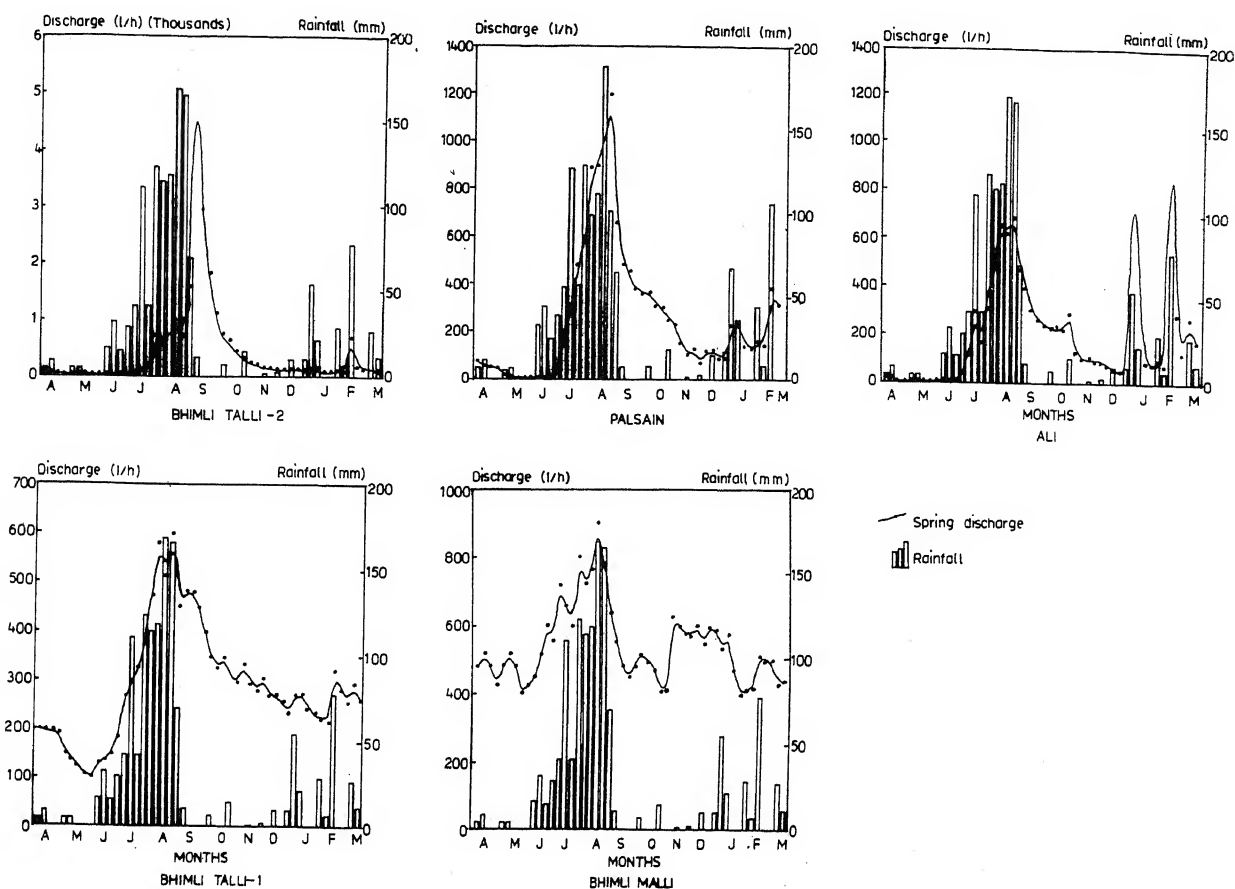 Discharge (l/h) (Thousands) Rainfall (mm)
6 200
5
150
4
3
100
2
50
1
0 0
A M J J A S O N D J F M
BHIMLI TALLI-2
Discharge (l/h) Rainfall (mm)
1400 200
1200
1000 150
800
100
600
400 50
200
0 0
A M J J A S O N D J F M
PALSAIN
Discharge (l/h) Rainfall (mm)
1400 200
1200
1000 150
800
100
600
400 50
200
0 0
A M J J A S O N D J F M
MONTHS
ALI
Discharge (l/h) Rainfall (mm)
700 200
600
500 150
400
100
300
200
50
100
0 0
A M J J A S O N D J F M
MONTHS
BHIMLI TALLI-1
Discharge (l/h) Rainfall (mm)
1000 200
800 150
600
100
400
50
200
0 0
A M J J A S O N D J F M
MONTHS
BHIMLI MALLI
Spring discharge
Rainfall